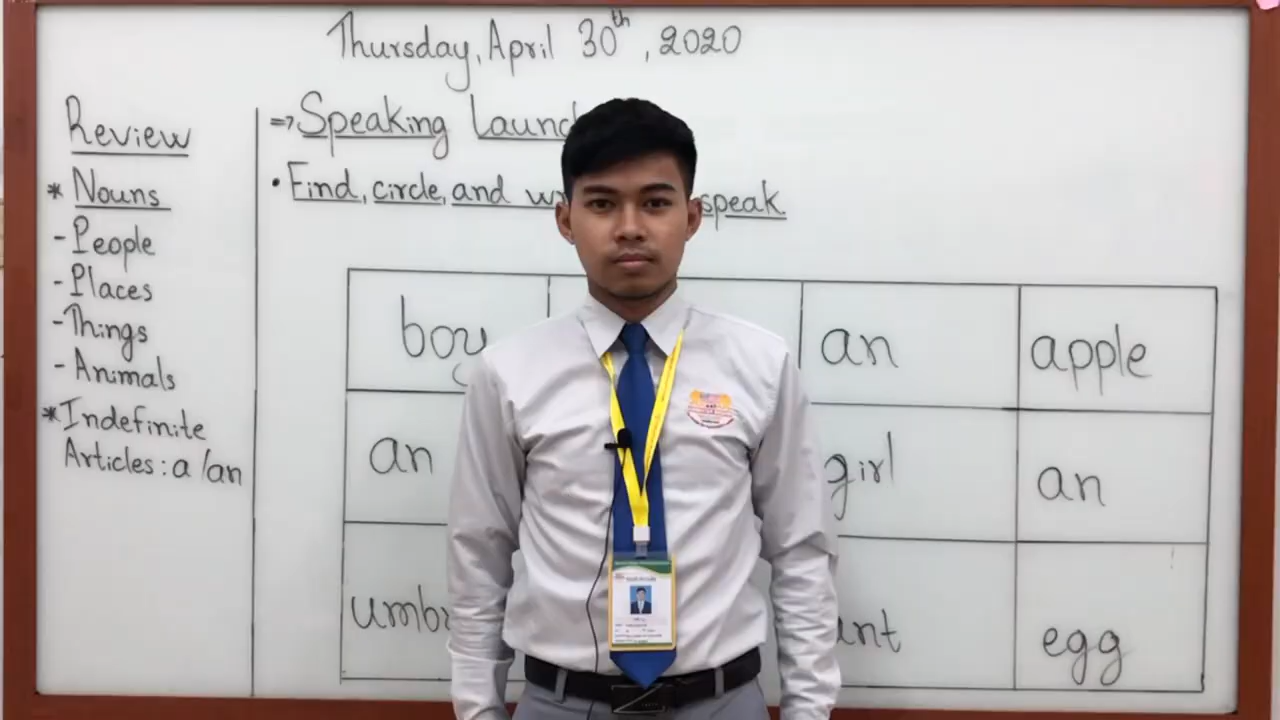 Thursday, April 30th, 2020
Review
* Nouns
- People
- Places
- Things
- Animals
* Indefinite
Articles: a/an
⇒ Speaking
• Find, circle, and
speak.
boy an apple
an girl an
egg